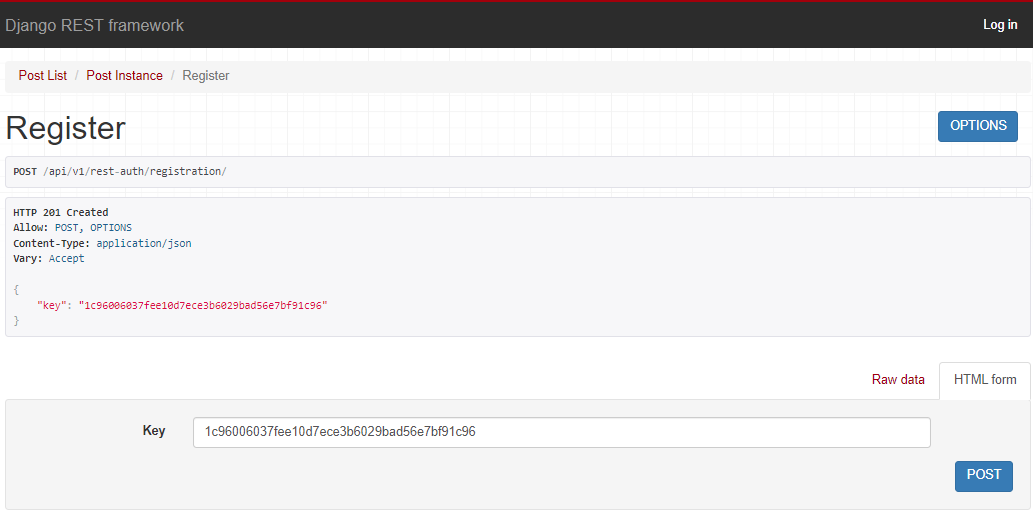 Django REST framework
Log in
Post List / Post Instance / Register
Register
OPTIONS
POST /api/v1/rest-auth/registration/
HTTP 201 Created
Allow: POST, OPTIONS
Content-Type: application/json
Vary: Accept
{
"key": "1c96006037fee10d7ece3b6029bad56e7bf91c96"
}
Raw data
HTML form
Key
1c96006037fee10d7ece3b6029bad56e7bf91c96
POST